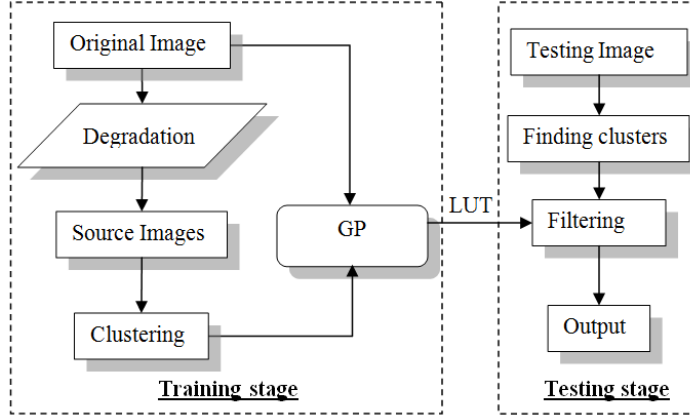 Original Image
Degradation
Source Images
Clustering
GP
Training stage
LUT
Testing Image
Finding clusters
Filtering
Output
Testing stage